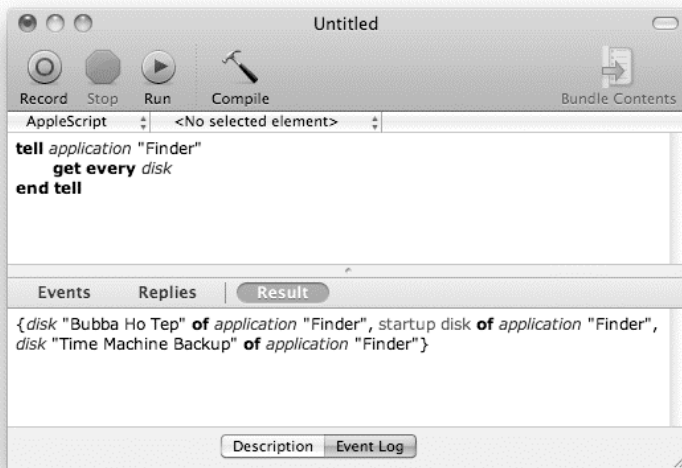 Untitled
Record Stop Run Compile Bundle Contents
AppleScript <No selected element>
tell application "Finder"
get every disk
end tell
Events Replies Result
{disk "Bubba Ho Tep" of application "Finder", startup disk of application "Finder",
disk "Time Machine Backup" of application "Finder"}
Description Event Log